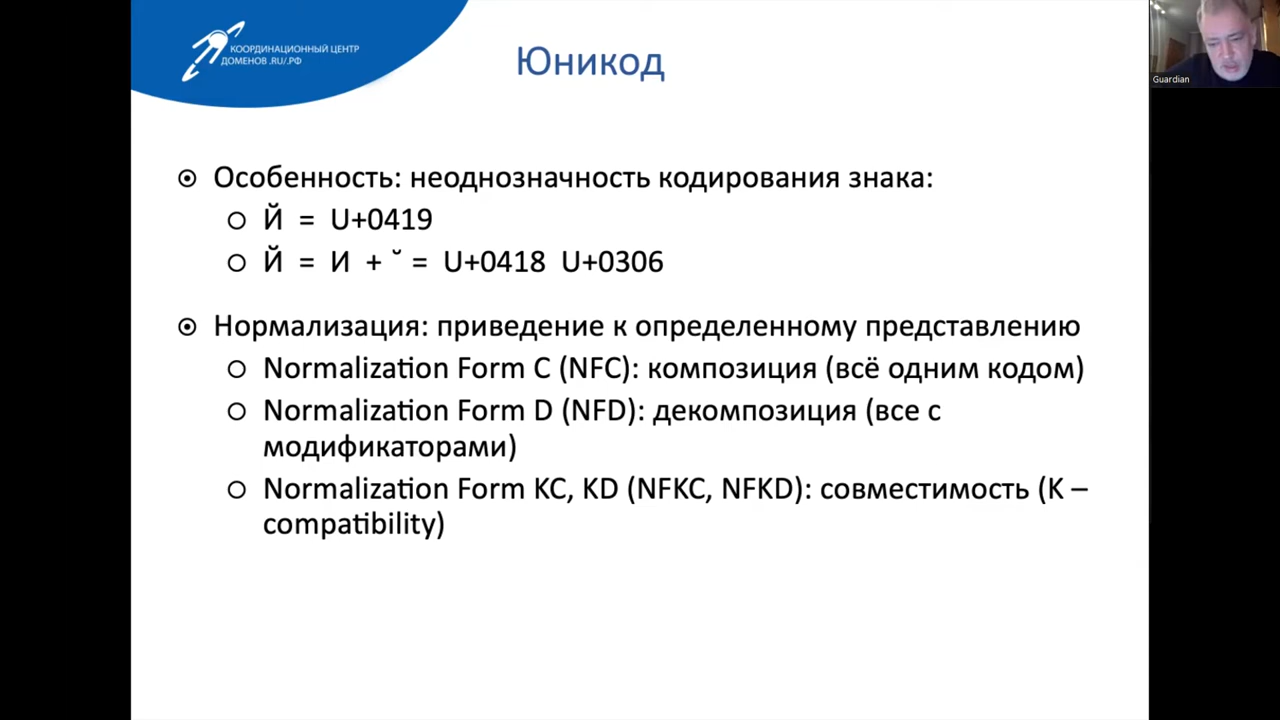 КООРДИНАЦИОННЫЙ ЦЕНТР
ДОМЕНОВ .RU/.РФ
Юникод
Guardian
Особенность: неоднозначность кодирования знака:
Й = U+0419
Й = И + ˘ = U+0418 U+0306
Нормализация: приведение к определенному представлению
Normalization Form C (NFC): композиция (всё одним кодом)
Normalization Form D (NFD): декомпозиция (все с
модификаторами)
Normalization Form KC, KD (NFKC, NFKD): совместимость (K –
compatibility)